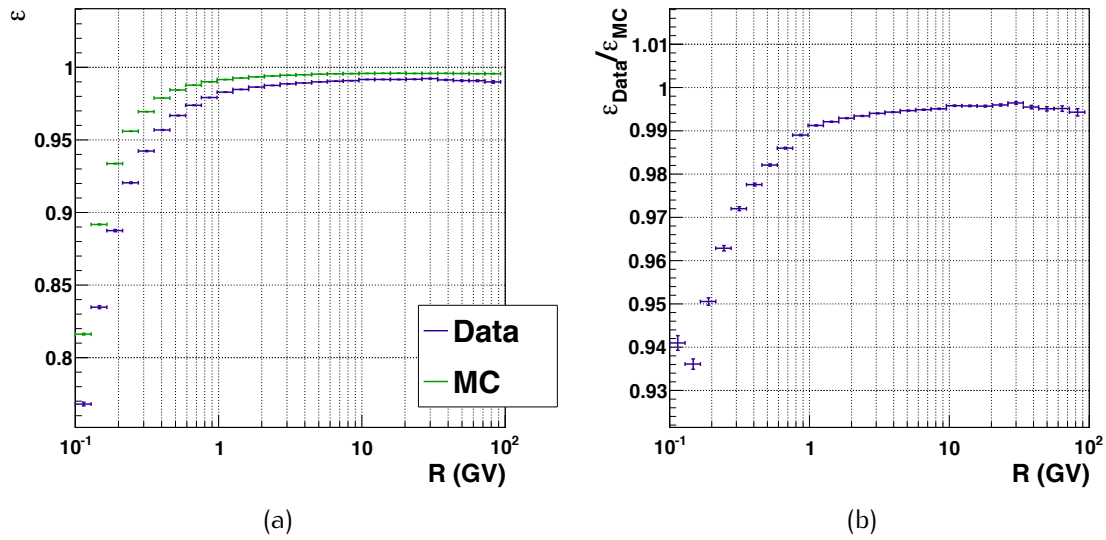 ε
1
0.95
0.9
0.85
0.8
Data
MC
10⁻¹ 1 10 10²
R (GV)
(a)
ε_Data/ε_MC
1.01
1
0.99
0.98
0.97
0.96
0.95
0.94
0.93
10⁻¹ 1 10 10²
R (GV)
(b)